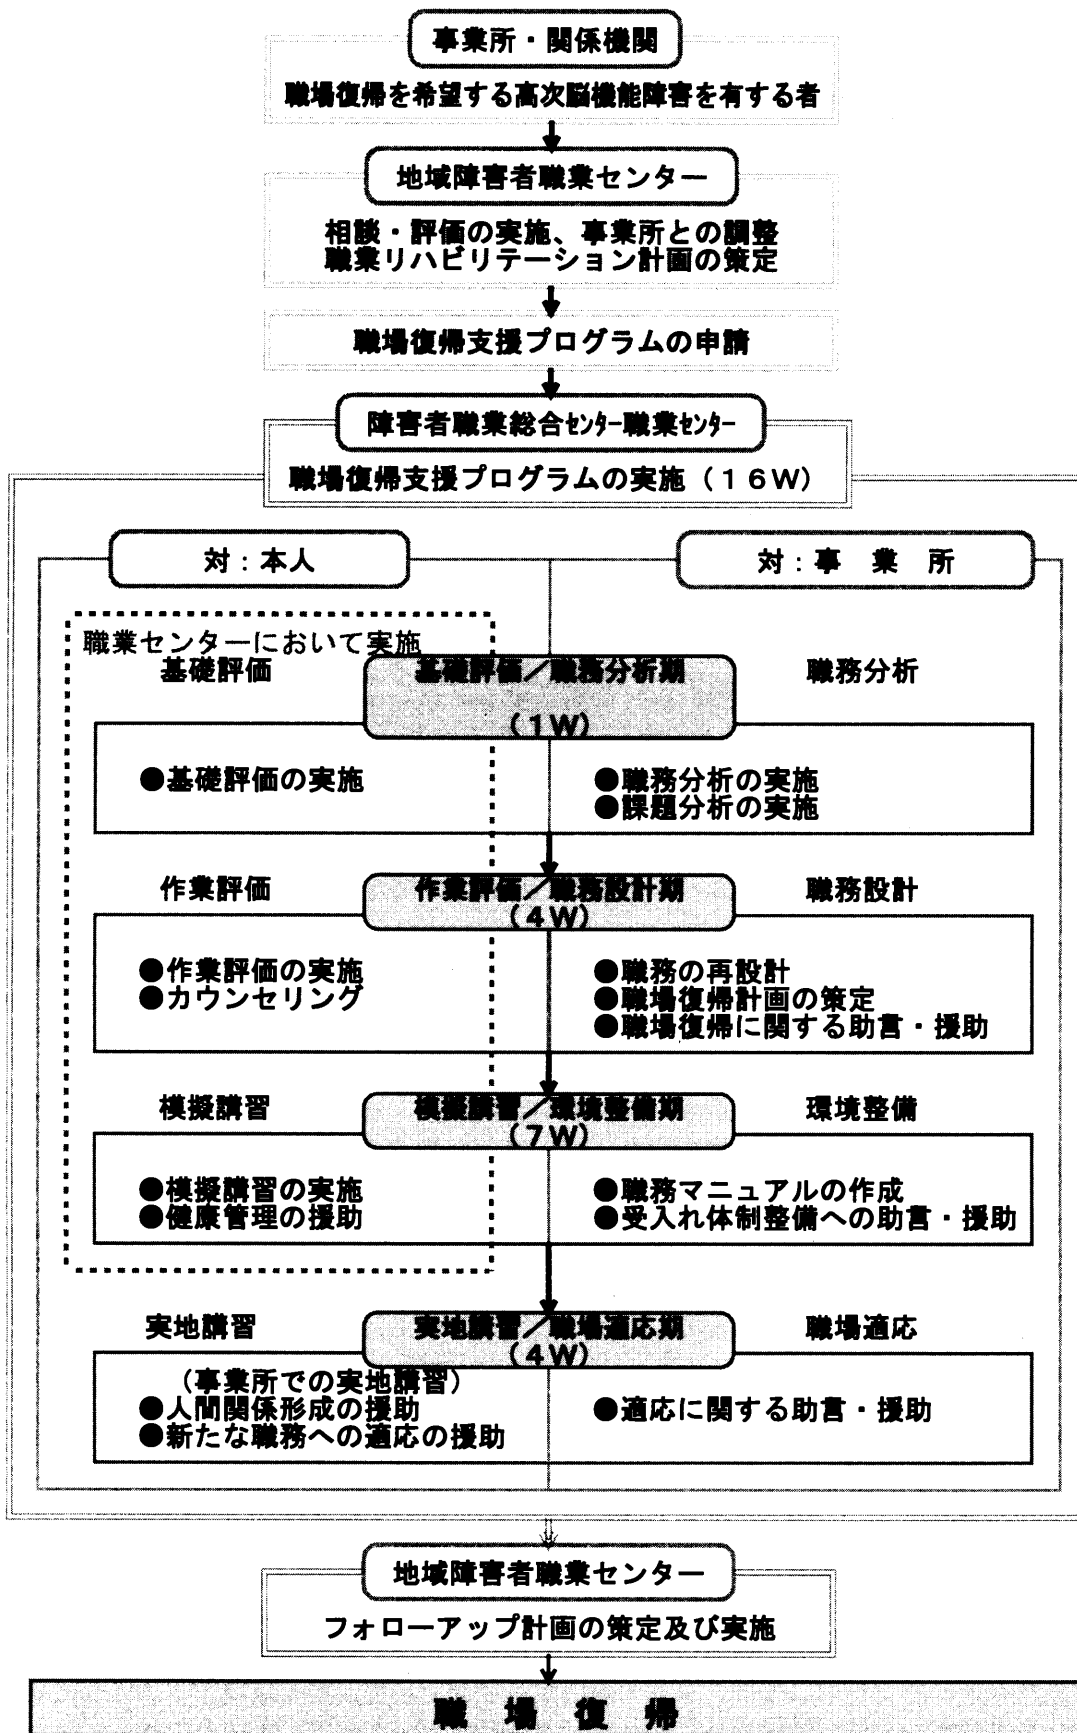 事業所・関係機関
職場復帰を希望する高次脳機能障害を有する者
地域障害者職業センター
相談・評価の実施、事業所との調整
職業リハビリテーション計画の策定
職場復帰支援プログラムの申請
障害者職業総合センター職業センター
職場復帰支援プログラムの実施(16W)
対:本人
対:事 業 所
職業センターにおいて実施
基礎評価
基礎評価/職務分析期
(1W)
職務分析
●基礎評価の実施
●職務分析の実施
●課題分析の実施
作業評価
作業評価/職務設計期
(4W)
職務設計
●作業評価の実施
●カウンセリング
●職務の再設計
●職場復帰計画の策定
●職場復帰に関する助言・援助
模擬講習
模擬講習/環境整備期
(7W)
環境整備
●模擬講習の実施
●健康管理の援助
●職務マニュアルの作成
●受入れ体制整備への助言・援助
実地講習
実地講習/職場適応期
(4W)
職場適応
(事業所での実地講習)
●人間関係形成の援助
●新たな職務への適応の援助
●適応に関する助言・援助
地域障害者職業センター
フォローアップ計画の策定及び実施
職 場 復 帰